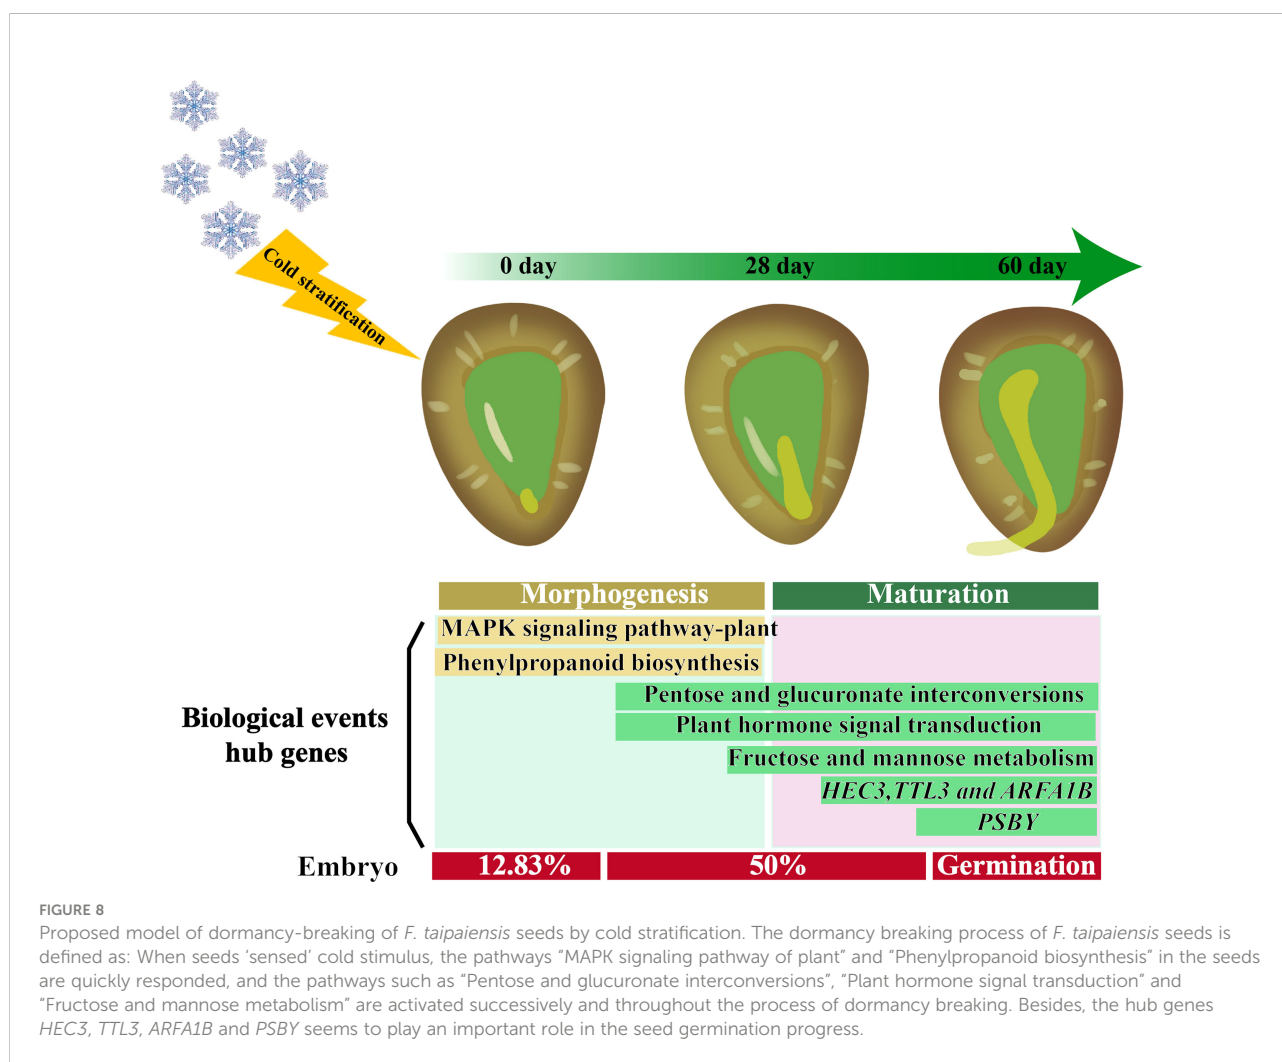 Cold stratification
0 day
28 day
60 day
Morphogenesis
Maturation
MAPK signaling pathway-plant
Phenylpropanoid biosynthesis
Pentose and glucuronate interconversions
Plant hormone signal transduction
Fructose and mannose metabolism
HEC3,TTL3 and ARFA1B
PSBY
Biological events
hub genes
Embryo
12.83%
50%
Germination
FIGURE 8
Proposed model of dormancy-breaking of F. taipaiensis seeds by cold stratification. The dormancy breaking process of F. taipaiensis seeds is
defined as: When seeds ‘sensed’ cold stimulus, the pathways “MAPK signaling pathway of plant” and “Phenylpropanoid biosynthesis” in the seeds
are quickly responded, and the pathways such as “Pentose and glucuronate interconversions”, “Plant hormone signal transduction” and
“Fructose and mannose metabolism” are activated successively and throughout the process of dormancy breaking. Besides, the hub genes
HEC3, TTL3, ARFA1B and PSBY seems to play an important role in the seed germination progress.